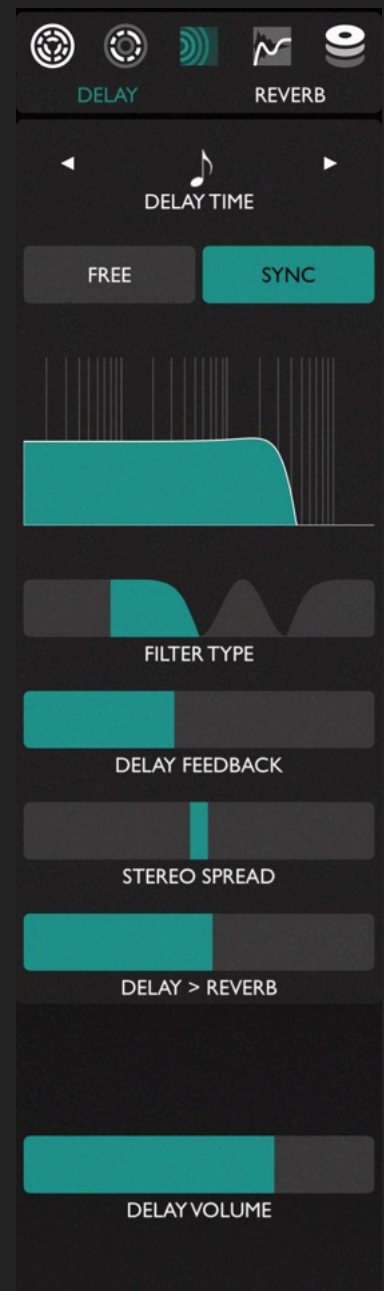 DELAY REVERB
DELAY TIME
FREE SYNC
FILTER TYPE
DELAY FEEDBACK
STEREO SPREAD
DELAY > REVERB
DELAY VOLUME